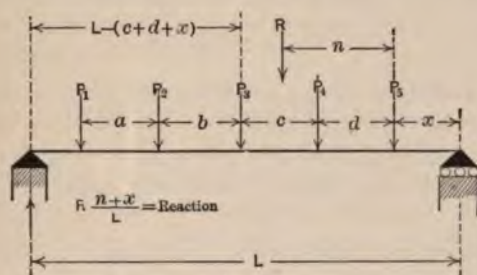 L–(c+d+x)
R
n
P₁ P₂ P₃ P₄ P₅
a b c d x
R n+x/L = Reaction
L